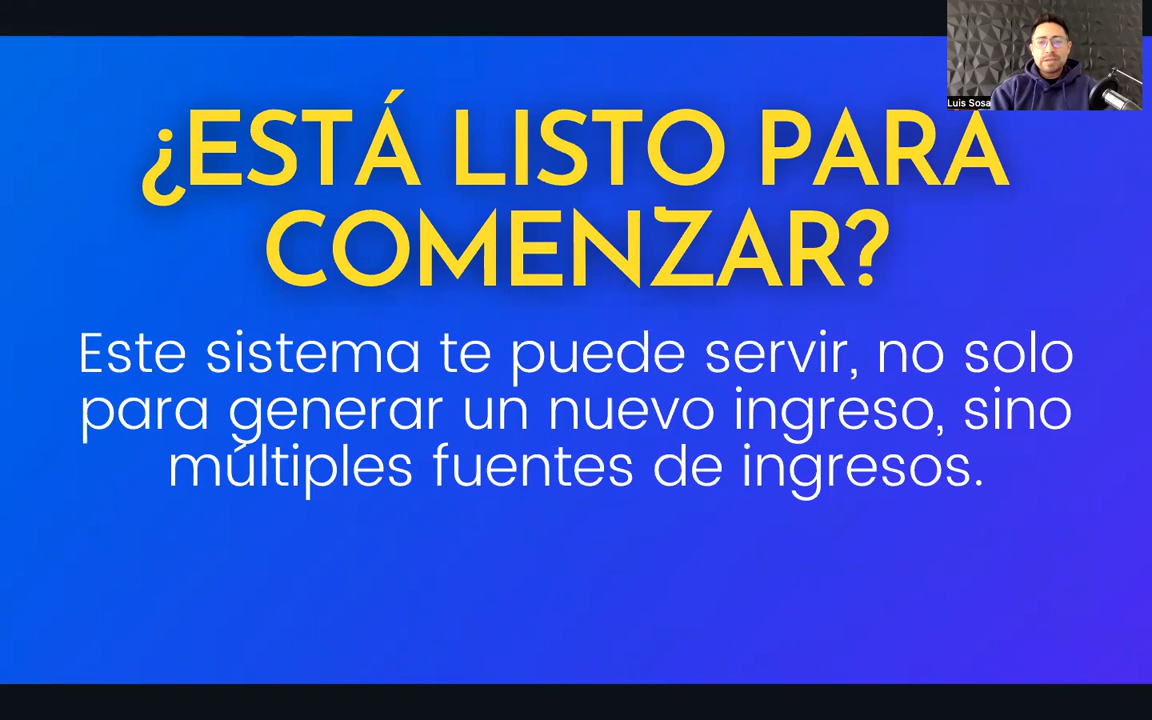 Luis Sosa
¿ESTÁ LISTO PARA
COMENZAR?
Este sistema te puede servir, no solo
para generar un nuevo ingreso, sino
múltiples fuentes de ingresos.